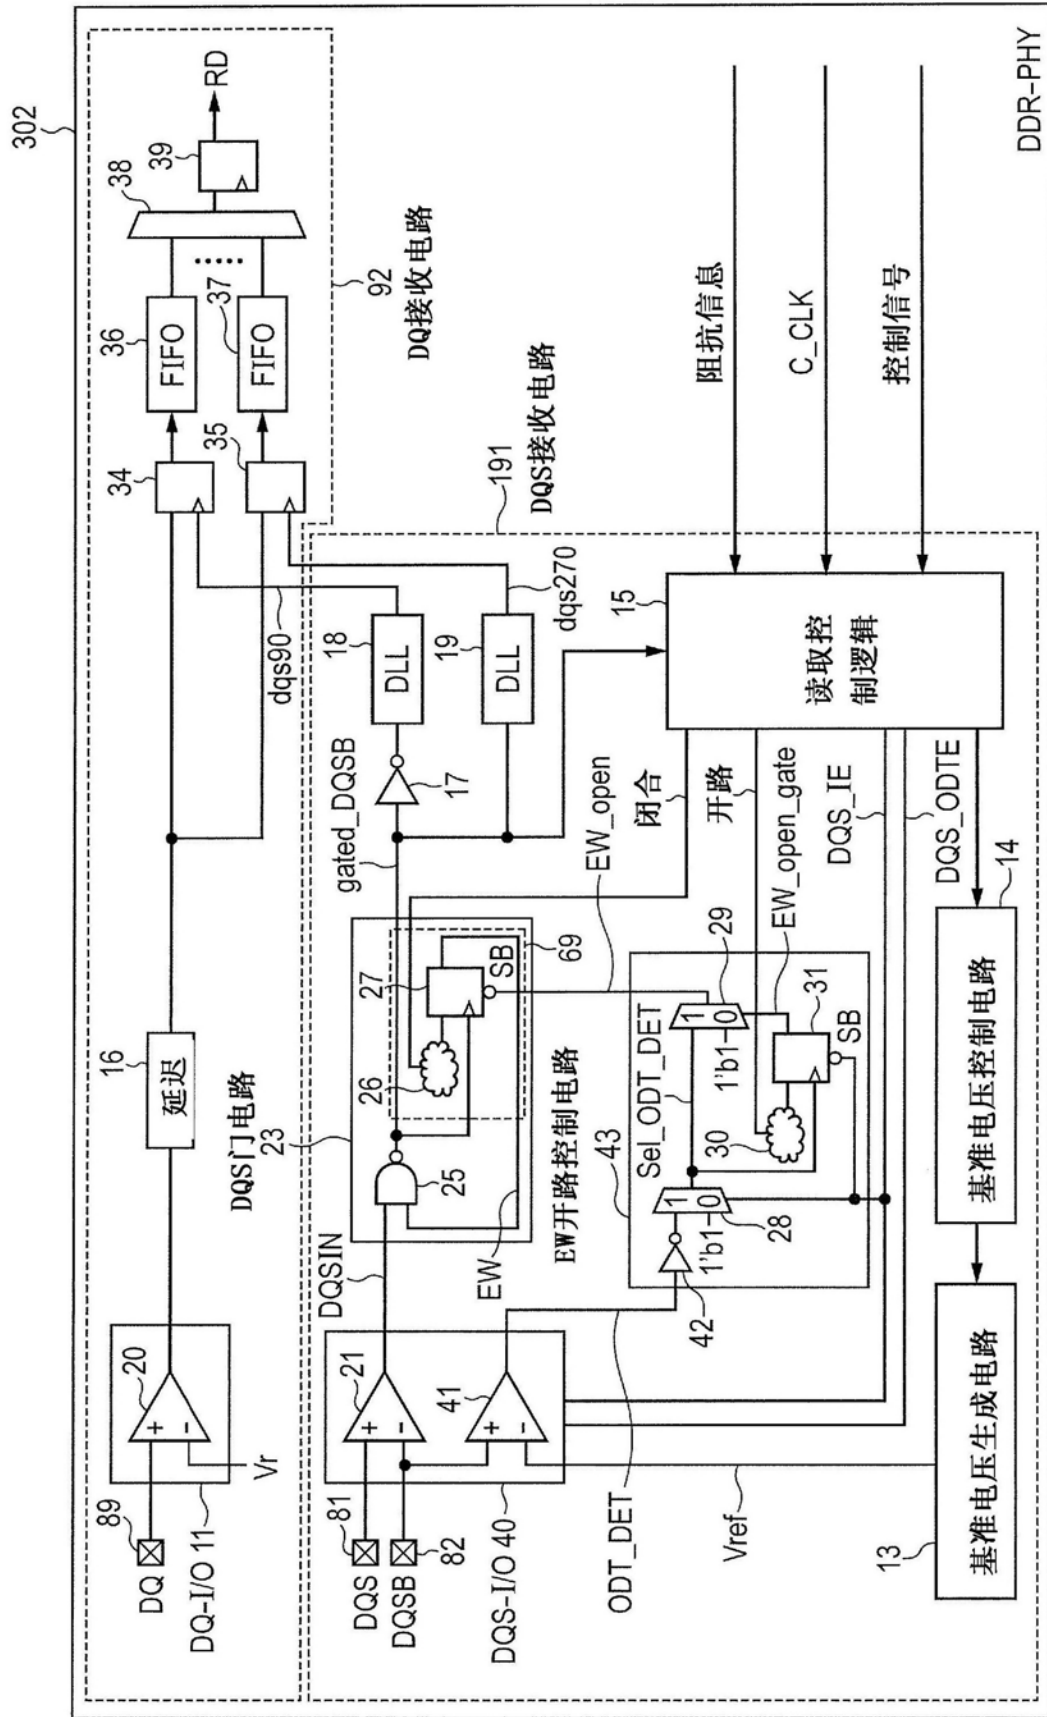 302
DQ
89
DQ-I/O 11
20
+
-
Vr
16
延迟
34
35
36
FIFO
37
FIFO
38
39
RD
92
DQ接收电路
dqs90
DQS门电路
23
DQS
81
DQSB
82
DQS-I/O 40
21
+
-
41
+
-
DQSIN
25
EW
26
27
SB
69
gated_DQSB
17
18
DLL
19
DLL
dqs270
191
DQS接收电路
EW开路控制电路
EW_open
ODT_DET
42
43
Sel_ODT_DET
1
0
1'b1
28
1
0
1'b1
29
30
31
SB
EW_open_gate
闭合
开路
DQS_IE
DQS_ODTE
15
读取控
制逻辑
阻抗信息
C_CLK
控制信号
Vref
13
基准电压生成电路
14
基准电压控制电路
DDR-PHY